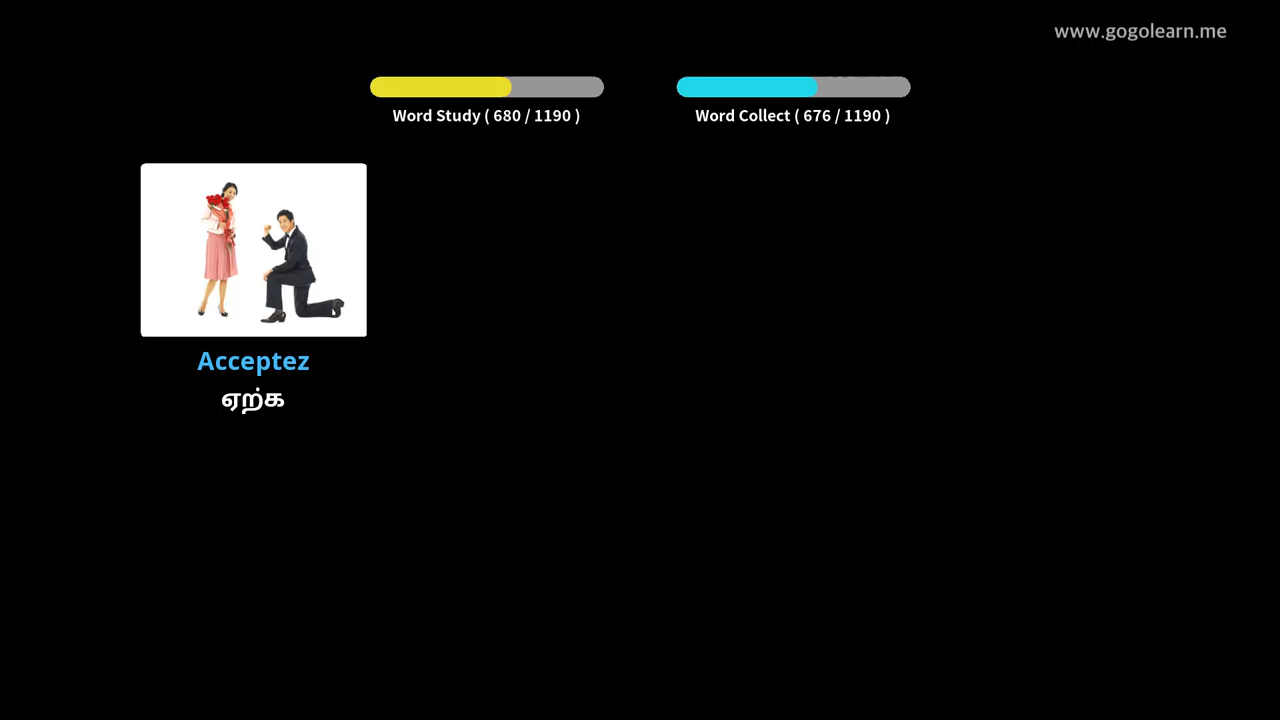 www.gogolearn.me
Word Study ( 680 / 1190 )
Word Collect ( 676 / 1190 )
Acceptez
ஏற்க